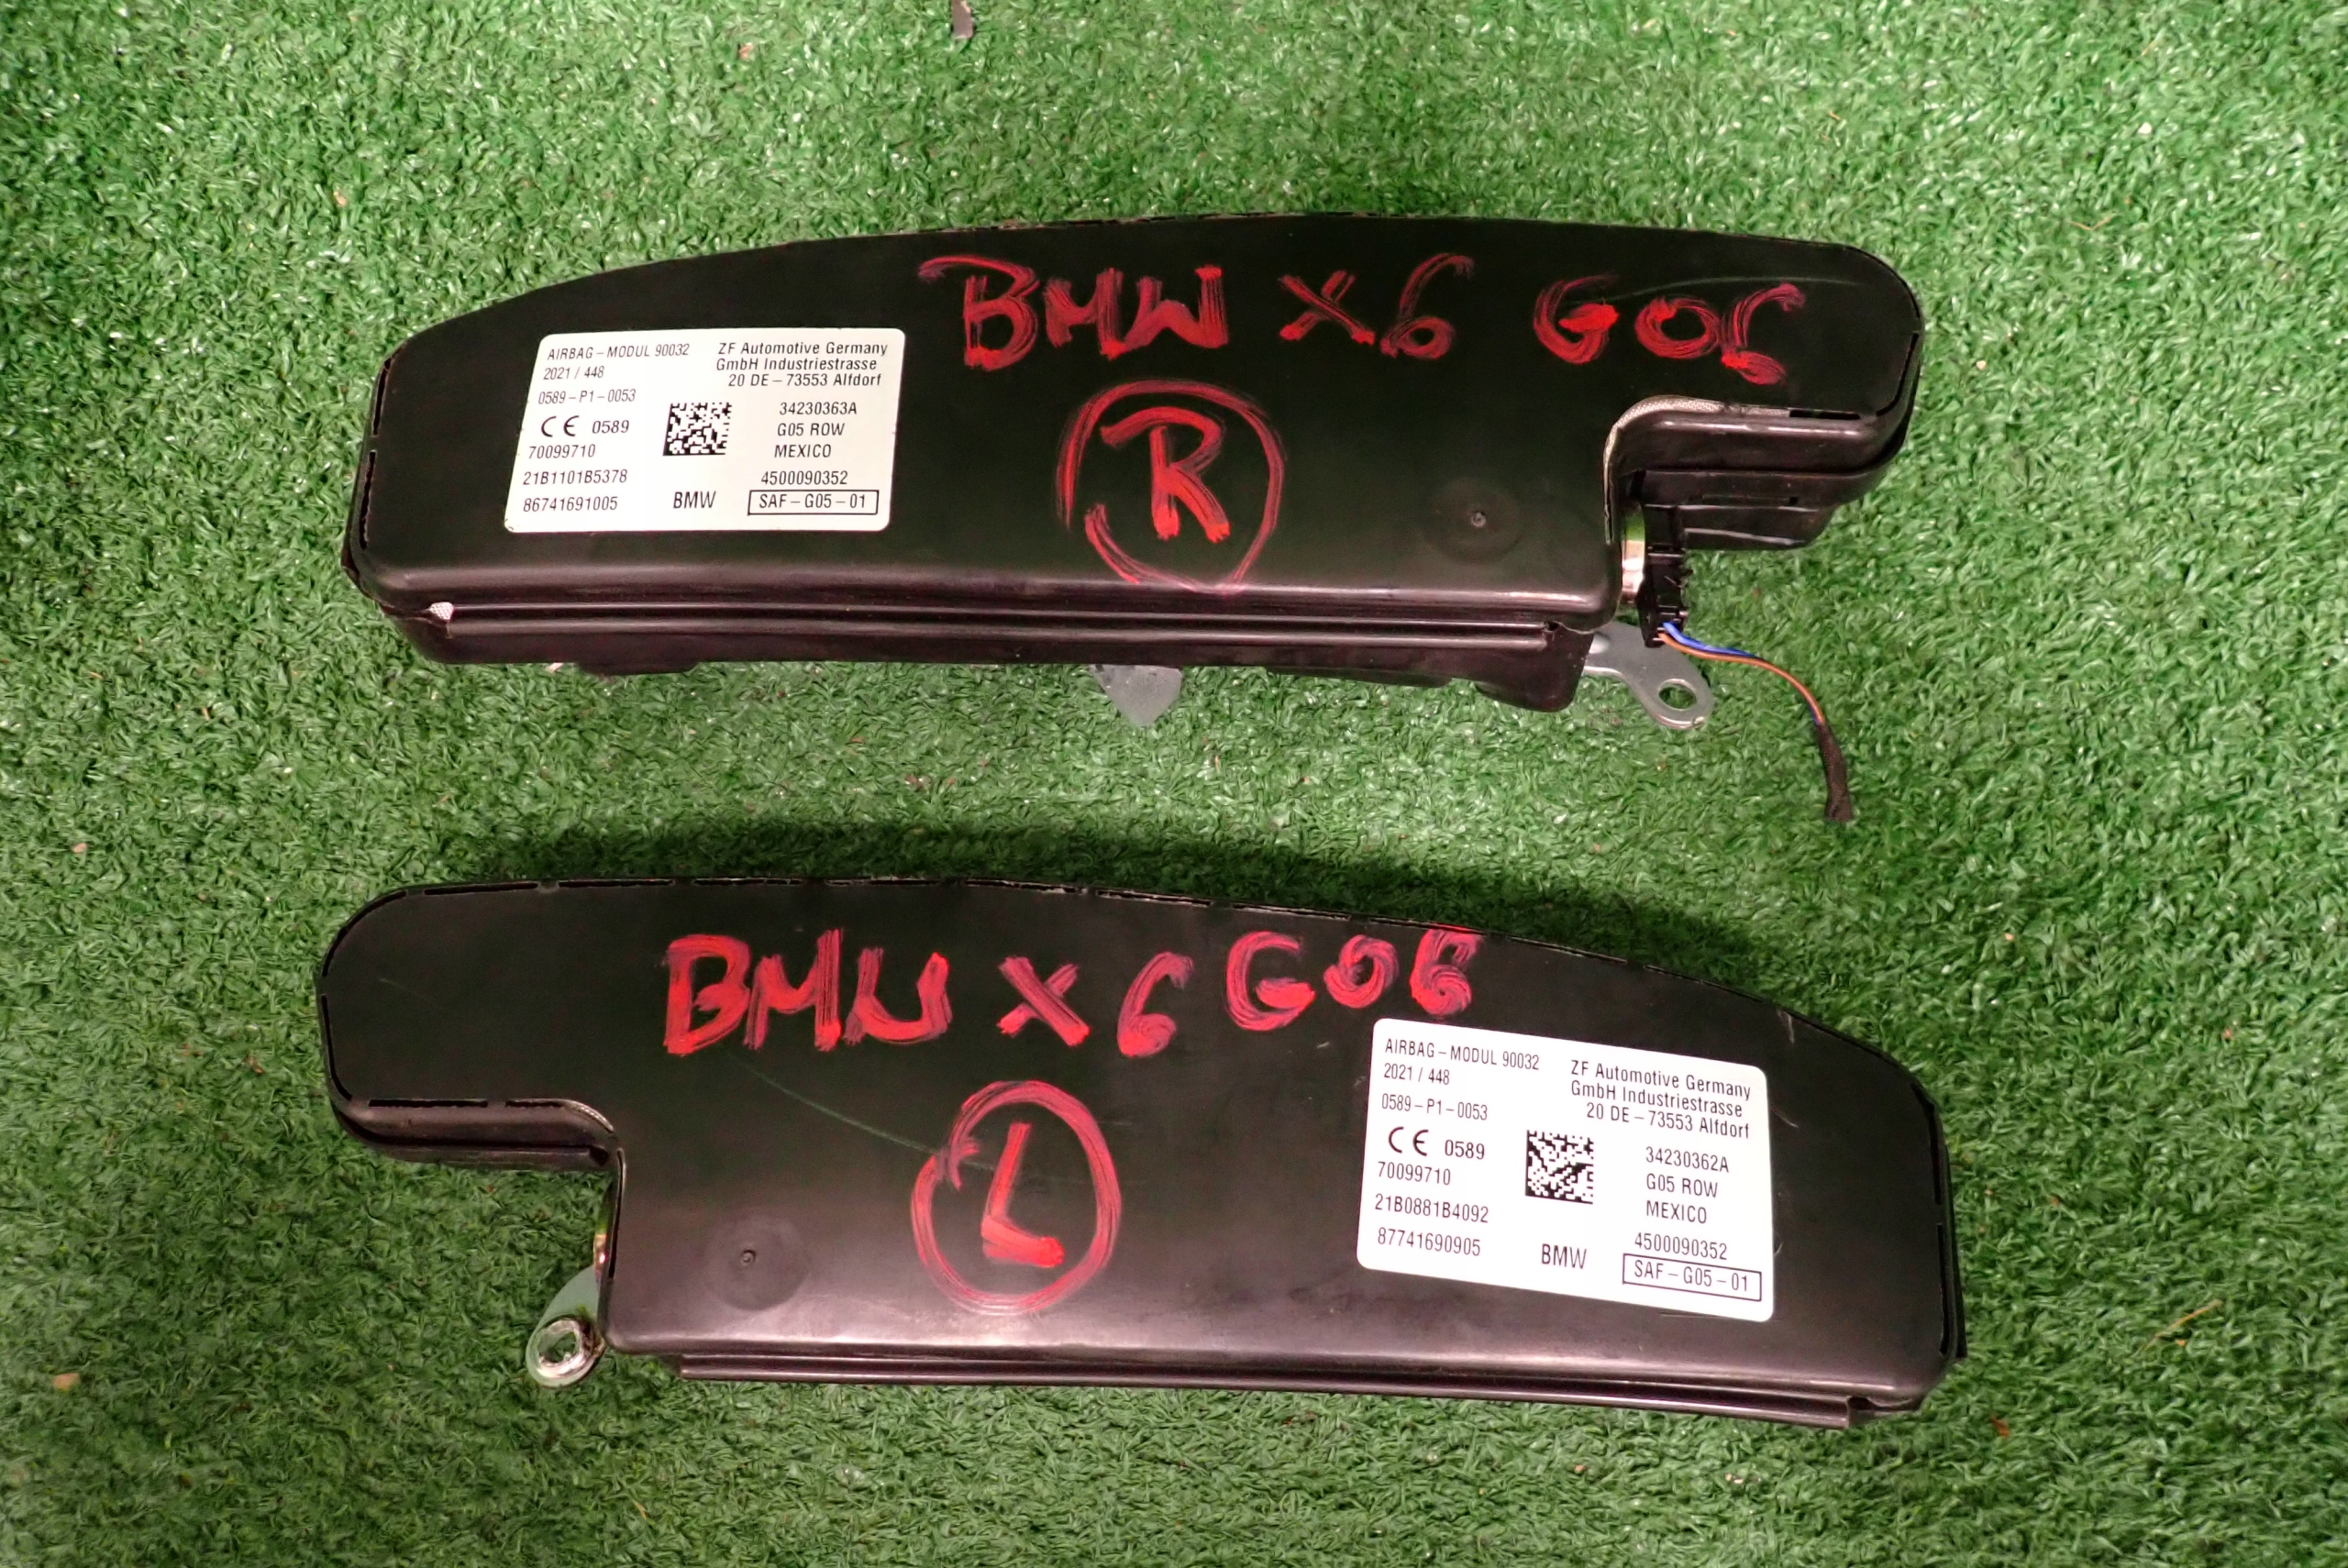 BMW X6 G06
R
AIRBAG-MODUL 90032
2021 / 448
0589-P1-0053
CE 0589
70099710
21B1101B5378
86741691005
ZF Automotive Germany
GmbH Industriestrasse
20 DE-73553 Alfdorf
34230363A
G05 ROW
MEXICO
4500090352
BMW
SAF-G05-01
BMW X6 G06
L
AIRBAG-MODUL 90032
2021 / 448
0589-P1-0053
CE 0589
70099710
21B0881B4092
87741690905
ZF Automotive Germany
GmbH Industriestrasse
20 DE-73553 Alfdorf
34230362A
G05 ROW
MEXICO
4500090352
BMW
SAF-G05-01